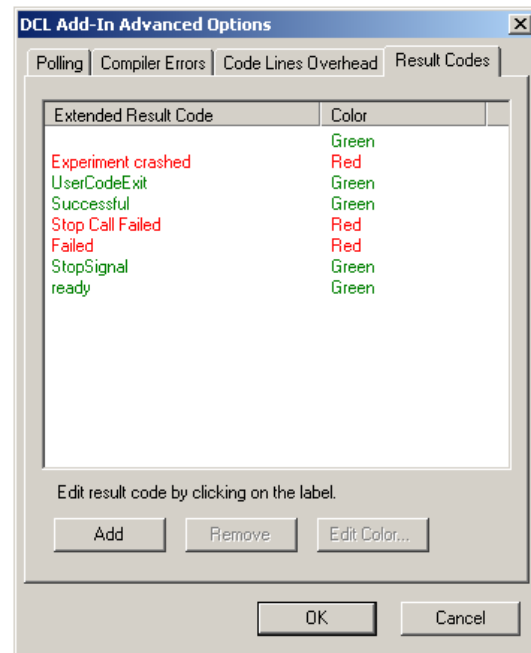 DCL Add-In Advanced Options
Polling Compiler Errors Code Lines Overhead Result Codes
Extended Result Code Color
Green
Experiment crashed Red
UserCodeExit Green
Successful Green
Stop Call Failed Red
Failed Red
StopSignal Green
ready Green
Edit result code by clicking on the label.
Add Remove Edit Color...
OK Cancel